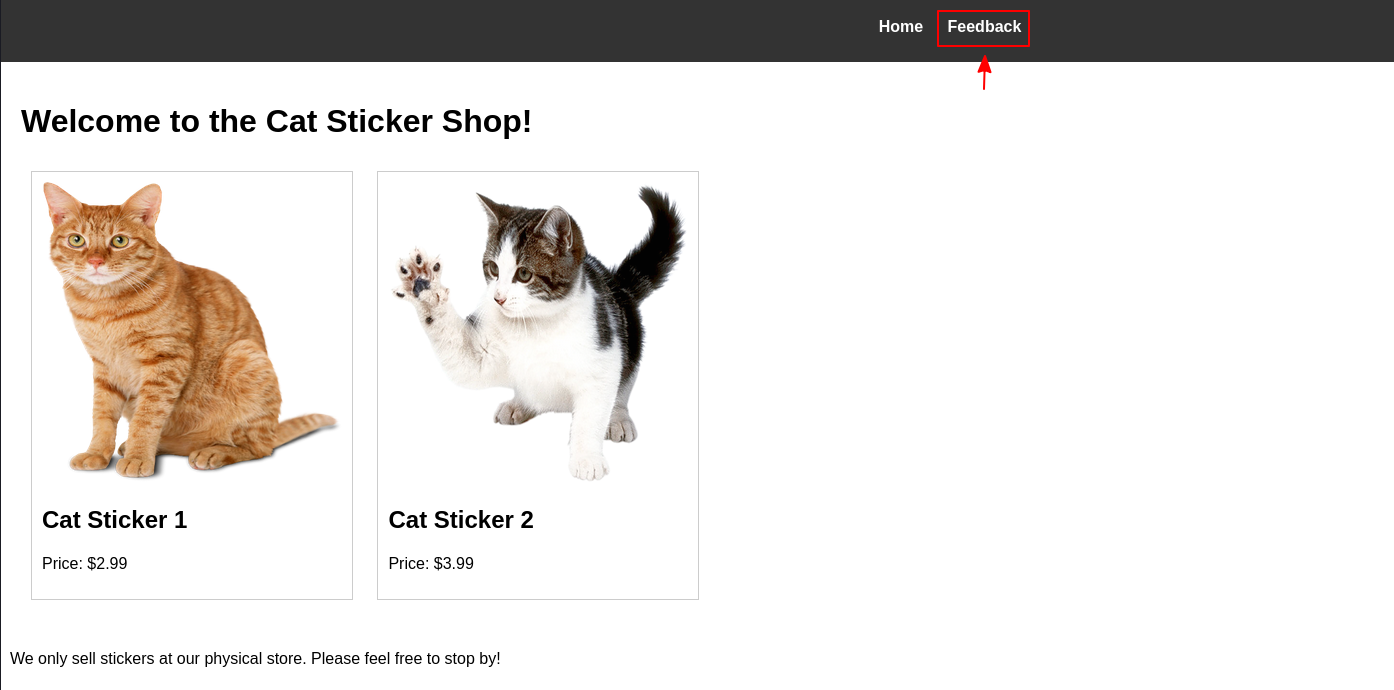 Home Feedback
Welcome to the Cat Sticker Shop!
Cat Sticker 1
Price: $2.99
Cat Sticker 2
Price: $3.99
We only sell stickers at our physical store. Please feel free to stop by!